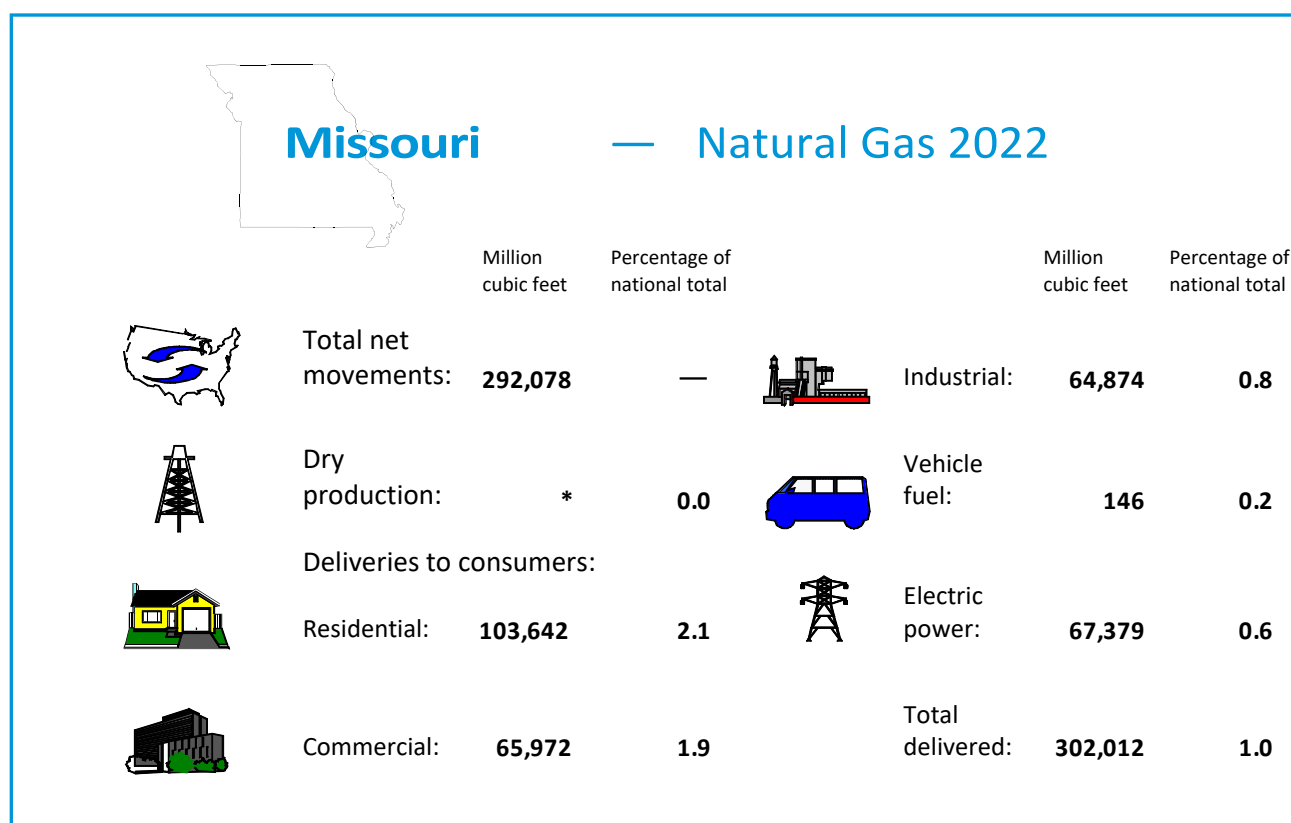 Missouri — Natural Gas 2022
Million Percentage of
cubic feet national total
Total net
movements: 292,078 —
Dry
production: * 0.0
Deliveries to consumers:
Residential: 103,642 2.1
Commercial: 65,972 1.9
Million Percentage of
cubic feet national total
Industrial: 64,874 0.8
Vehicle
fuel: 146 0.2
Electric
power: 67,379 0.6
Total
delivered: 302,012 1.0